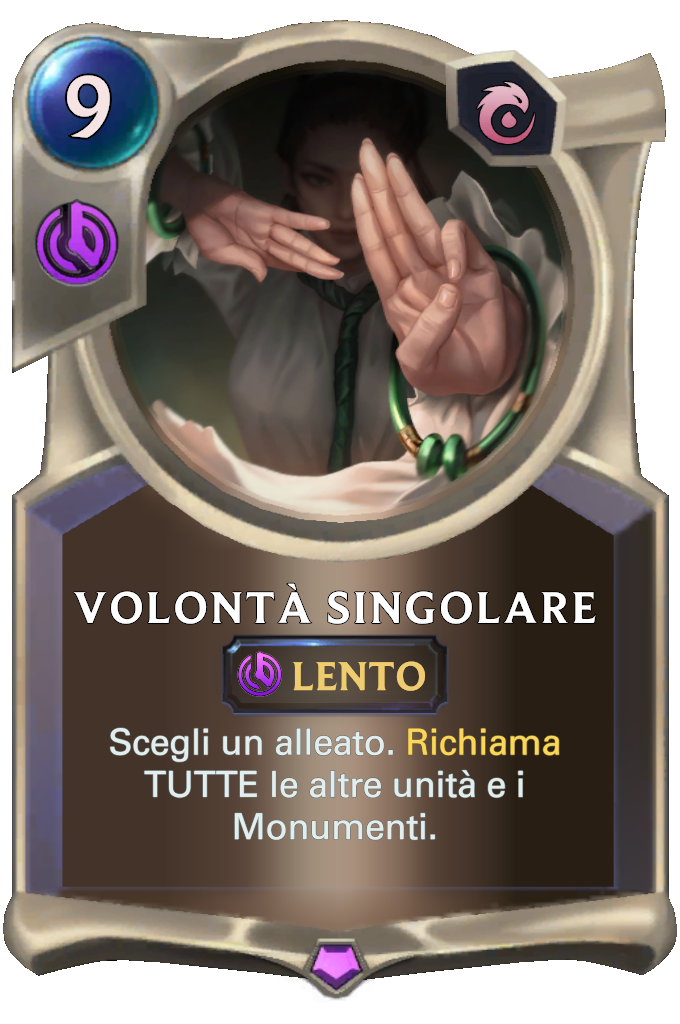 9
VOLONTÀ SINGOLARE
LENTO
Scegli un alleato. Richiama
TUTTE le altre unità e i
Monumenti.